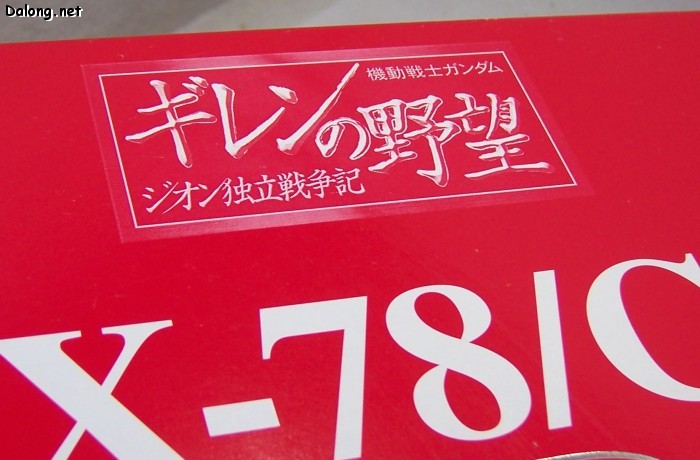 Dalong.net
機動戦士ガンダム
ギレンの野望
ジオン独立戦争記
X-78/C